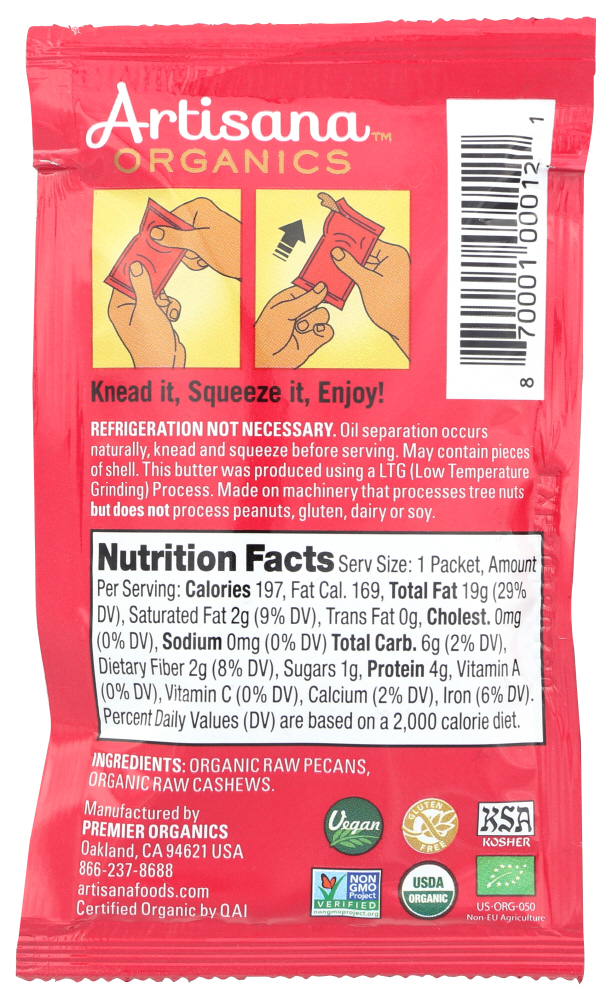 Artisana™
ORGANICS
8 70001 00012 1
Knead it, Squeeze it, Enjoy!
REFRIGERATION NOT NECESSARY. Oil separation occurs
naturally, knead and squeeze before serving. May contain pieces
of shell. This butter was produced using a LTG (Low Temperature
Grinding) Process. Made on machinery that processes tree nuts
but does not process peanuts, gluten, dairy or soy.
Nutrition Facts Serv Size: 1 Packet, Amount
Per Serving: Calories 197, Fat Cal. 169, Total Fat 19g (29%
DV), Saturated Fat 2g (9% DV), Trans Fat 0g, Cholest. 0mg
(0% DV), Sodium 0mg (0% DV) Total Carb. 6g (2% DV),
Dietary Fiber 2g (8% DV), Sugars 1g, Protein 4g, Vitamin A
(0% DV), Vitamin C (0% DV), Calcium (2% DV), Iron (6% DV).
Percent Daily Values (DV) are based on a 2,000 calorie diet.
INGREDIENTS: ORGANIC RAW PECANS,
ORGANIC RAW CASHEWS.
Manufactured by
PREMIER ORGANICS
Oakland, CA 94621 USA
866-237-8688
artisanafoods.com
Certified Organic by QAI
Vegan
GLUTEN
FREE
KSA
KOSHER
NON
GMO
Project
VERIFIED
nongmoproject.org
USDA
ORGANIC
US-ORG-050
Non-EU Agriculture